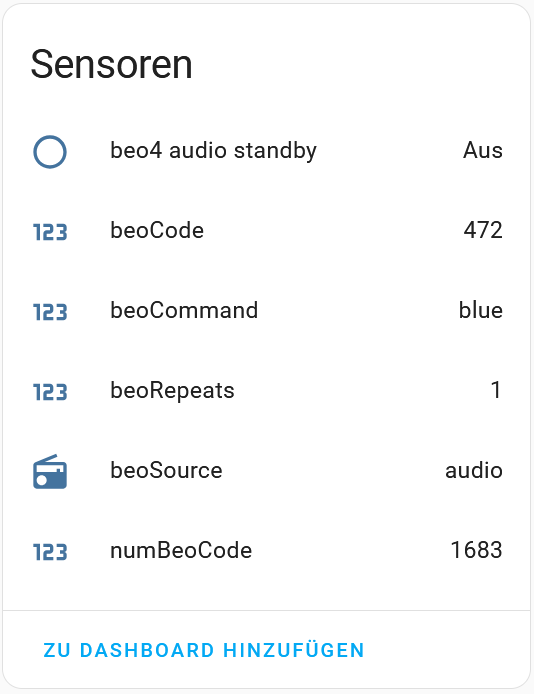 Sensoren
beo4 audio standby Aus
123 beoCode 472
123 beoCommand blue
123 beoRepeats 1
beoSource audio
123 numBeoCode 1683
ZU DASHBOARD HINZUFÜGEN